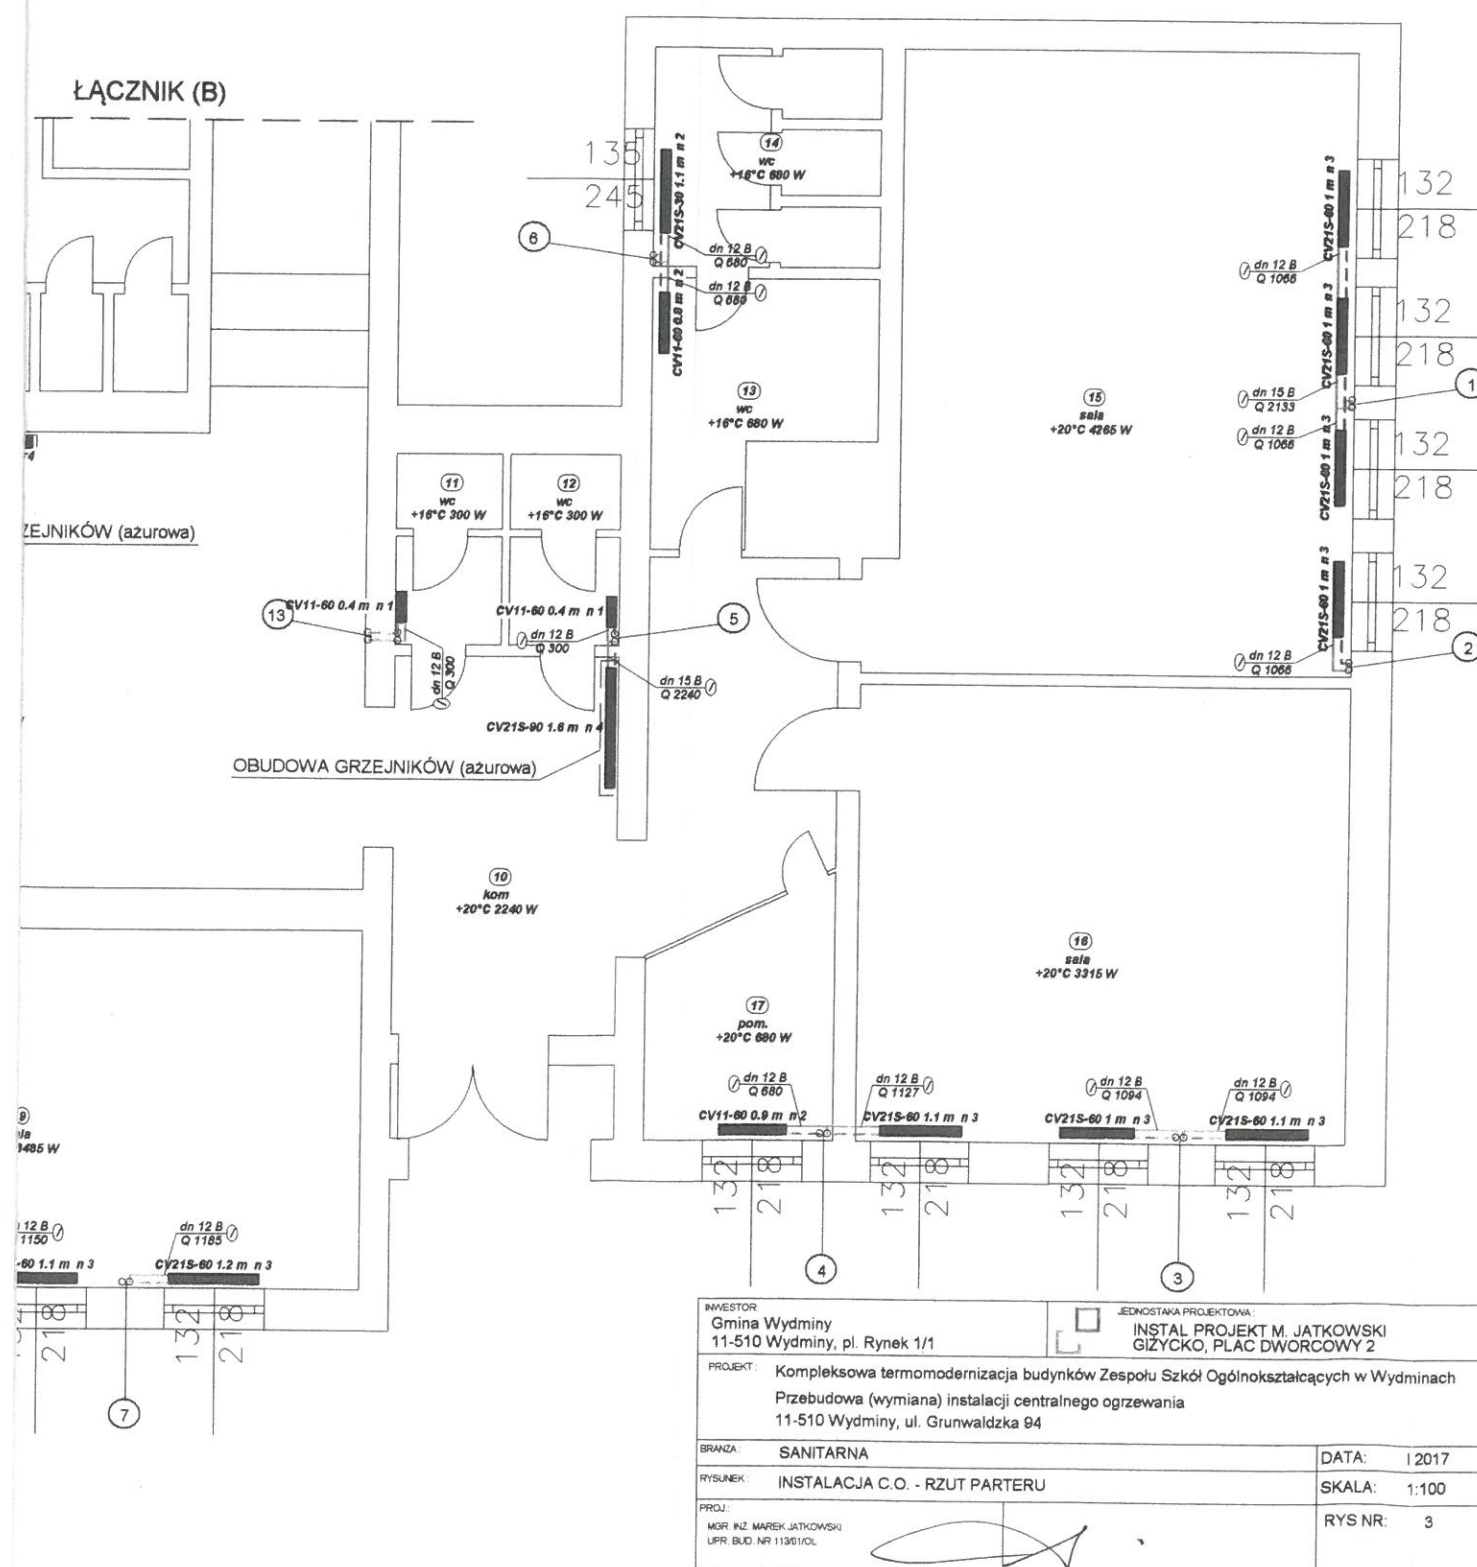 ŁĄCZNIK (B)
135
245
CV21S-30 1.1 m n 2
14
wc
+16°C 680 W
6
dn 12 B
Q 680
dn 12 B
Q 680
CV11-60 0.8 m n 2
13
wc
+16°C 680 W
15
sala
+20°C 4265 W
CV21S-60 1 m n 3
132
218
dn 12 B
Q 1066
CV21S-60 1 m n 3
132
218
1
dn 15 B
Q 2133
dn 12 B
Q 1066
CV21S-60 1 m n 3
132
218
CV21S-60 1 m n 3
132
218
dn 12 B
Q 1066
2
ZEJNIKÓW (ażurowa)
11
wc
+16°C 300 W
12
wc
+16°C 300 W
13
CV11-60 0.4 m n 1
CV11-60 0.4 m n 1
5
dn 12 B
Q 300
dn 12 B
Q 300
dn 15 B
Q 2240
CV21S-90 1.6 m n 4
OBUDOWA GRZEJNIKÓW (ażurowa)
10
kom
+20°C 2240 W
16
sala
+20°C 3315 W
17
pom.
+20°C 680 W
dn 12 B
Q 680
dn 12 B
Q 1127
dn 12 B
Q 1094
dn 12 B
Q 1094
CV11-60 0.9 m n 2
CV21S-60 1.1 m n 3
CV21S-60 1 m n 3
CV21S-60 1.1 m n 3
132
218
132
218
132
218
132
218
4
3
9
3485 W
12 B
1150
dn 12 B
Q 1185
-60 1.1 m n 3
CV21S-60 1.2 m n 3
218
132
218
7
INWESTOR
Gmina Wydminy
11-510 Wydminy, pl. Rynek 1/1
JEDNOSTAKA PROJEKTOWA:
INSTAL PROJEKT M. JATKOWSKI
GIŻYCKO, PLAC DWORCOWY 2
PROJEKT: Kompleksowa termomodernizacja budynków Zespołu Szkół Ogólnokształcących w Wydminach
Przebudowa (wymiana) instalacji centralnego ogrzewania
11-510 Wydminy, ul. Grunwaldzka 94
BRANŻA: SANITARNA
DATA: I 2017
RYSUNEK: INSTALACJA C.O. - RZUT PARTERU
SKALA: 1:100
PROJ.:
MGR. INŻ. MAREK JATKOWSKI
UPR. BUD. NR 113/01/OL
RYS NR: 3